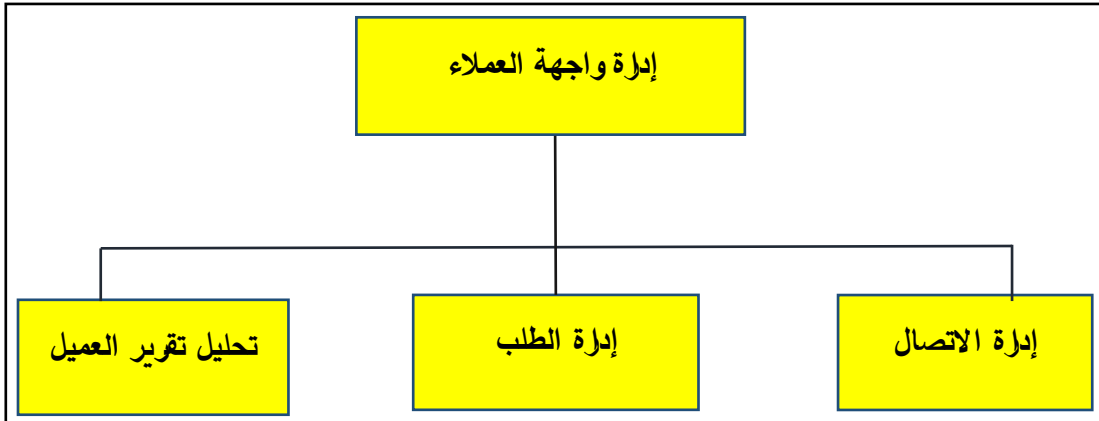 إدارة واجهة العملاء
إدارة الاتصال
إدارة الطلب
تحليل تقرير العميل